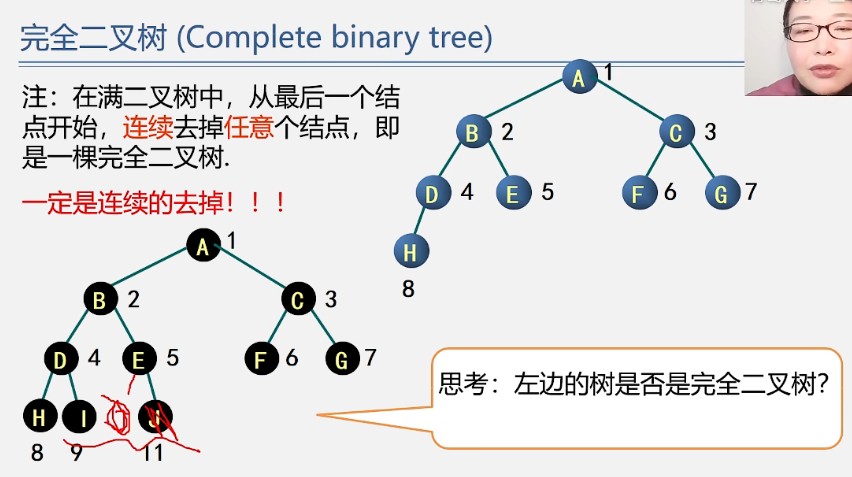 完全二叉树 (Complete binary tree)
注：在满二叉树中，从最后一个结
点开始，连续去掉任意个结点，即
是一棵完全二叉树.
一定是连续的去掉！！！
A 1
B 2 C 3
D 4 E 5 F 6 G 7
H
8
A 1
B 2 C 3
D 4 E 5 F 6 G 7
H I J
8 9 11
思考：左边的树是否是完全二叉树？